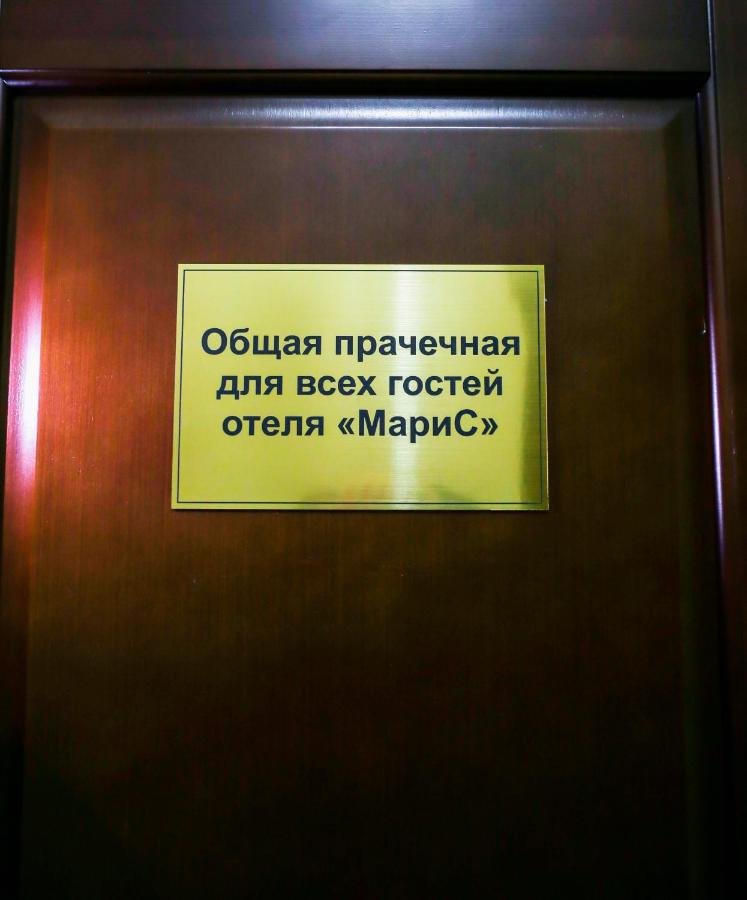 Общая прачечная
для всех гостей
отеля «МариС»